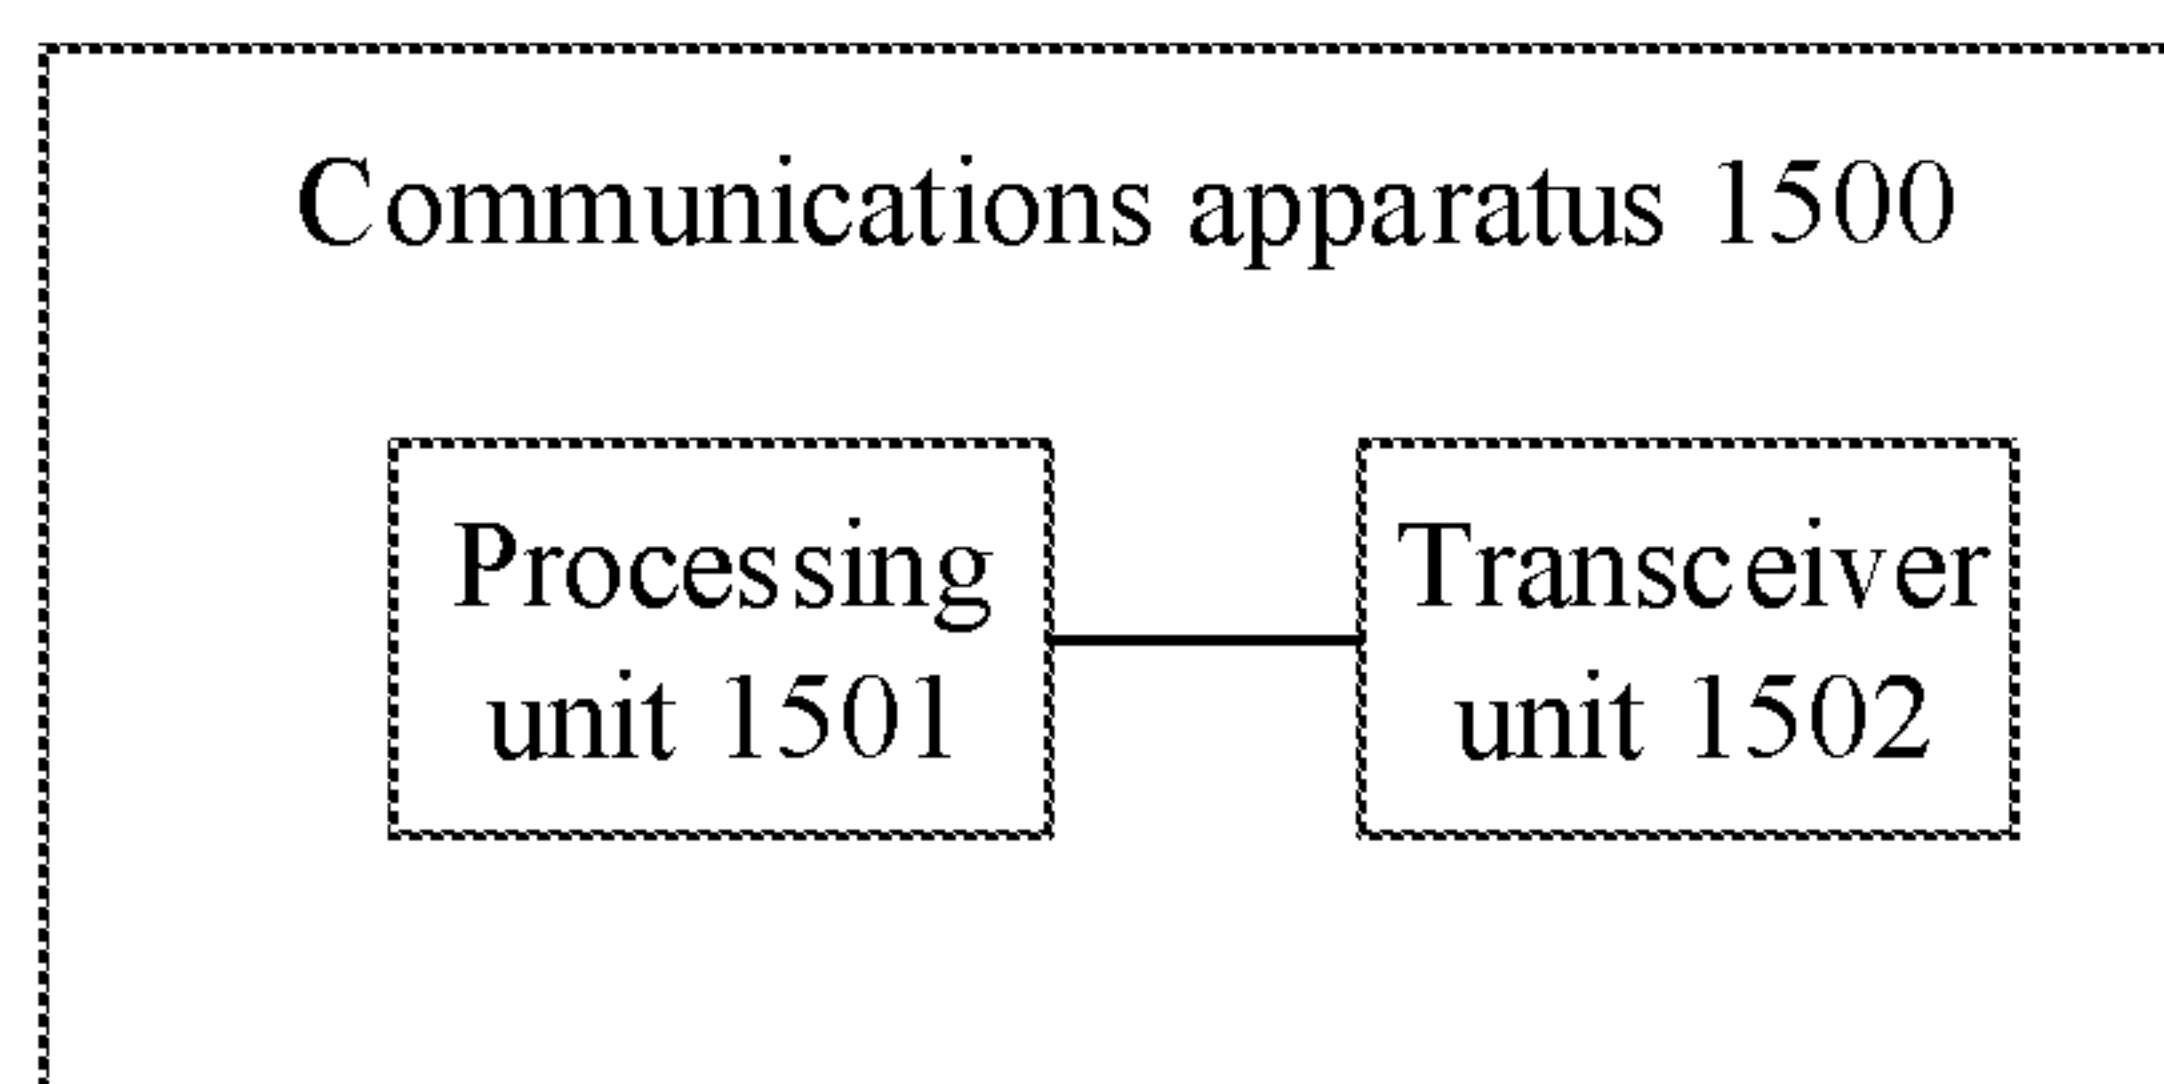 Communications apparatus 1500
Processing
unit 1501
Transceiver
unit 1502